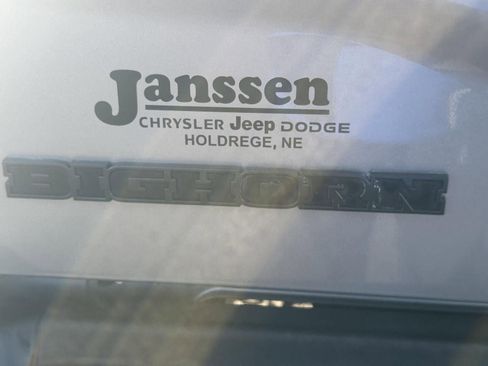 Janssen
CHRYSLER Jeep DODGE
HOLDREGE, NE
BIGHORN